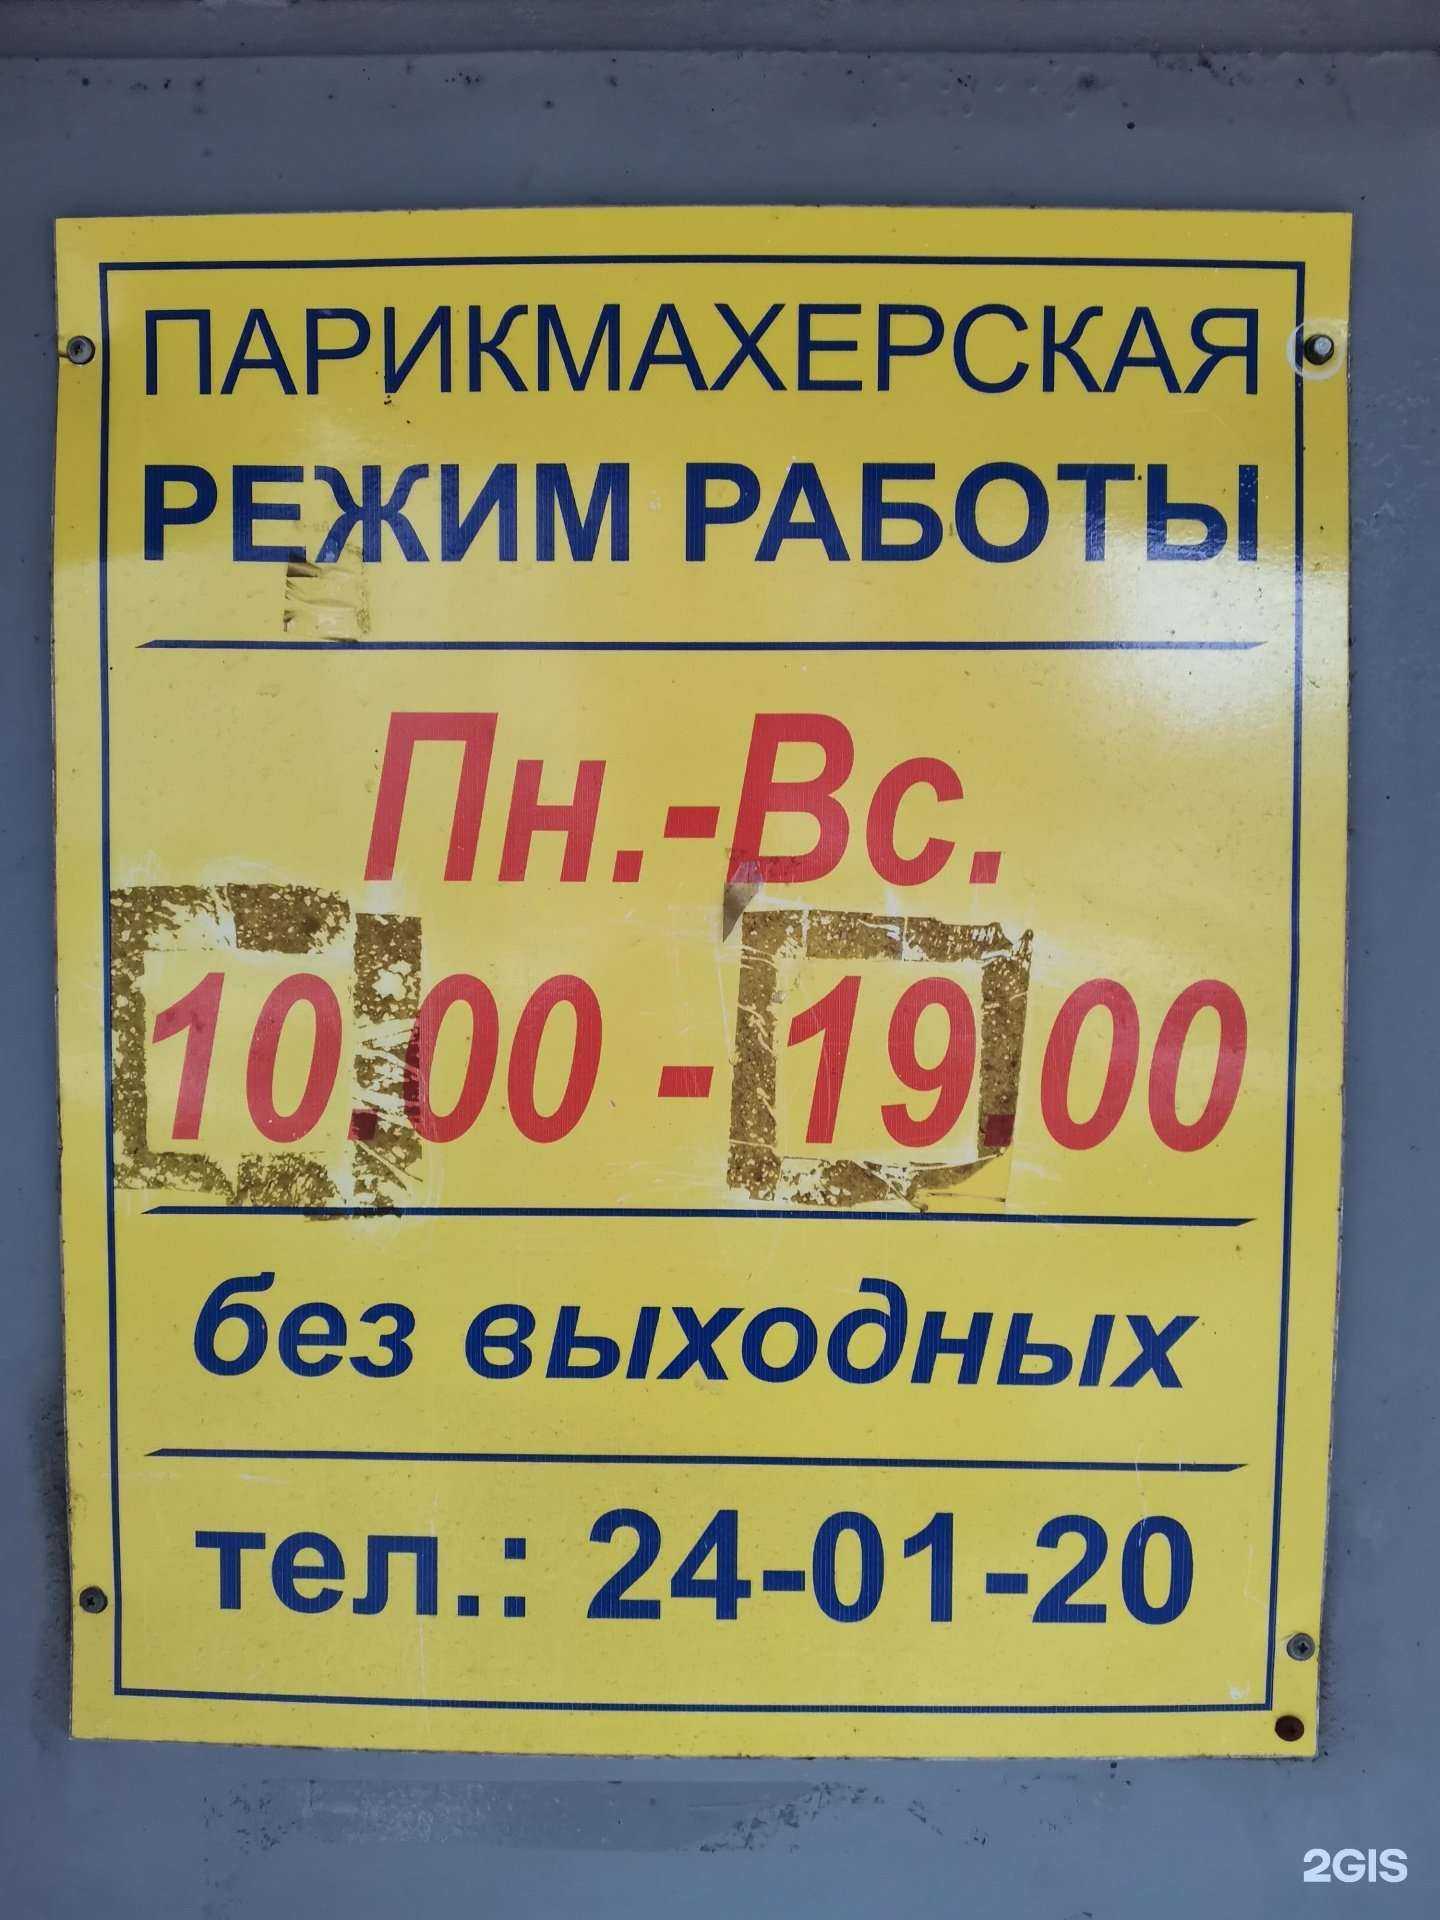 ПАРИКМАХЕРСКАЯ
РЕЖИМ РАБОТЫ
Пн.-Вс.
10.00 - 19.00
без выходных
тел.: 24-01-20
2GIS